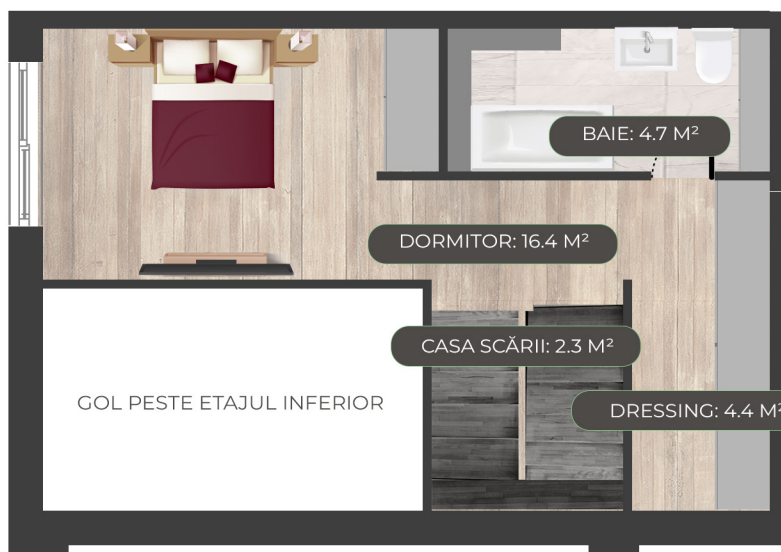 BAIE: 4.7 M²
DORMITOR: 16.4 M²
CASA SCĂRII: 2.3 M²
GOL PESTE ETAJUL INFERIOR
DRESSING: 4.4 M²